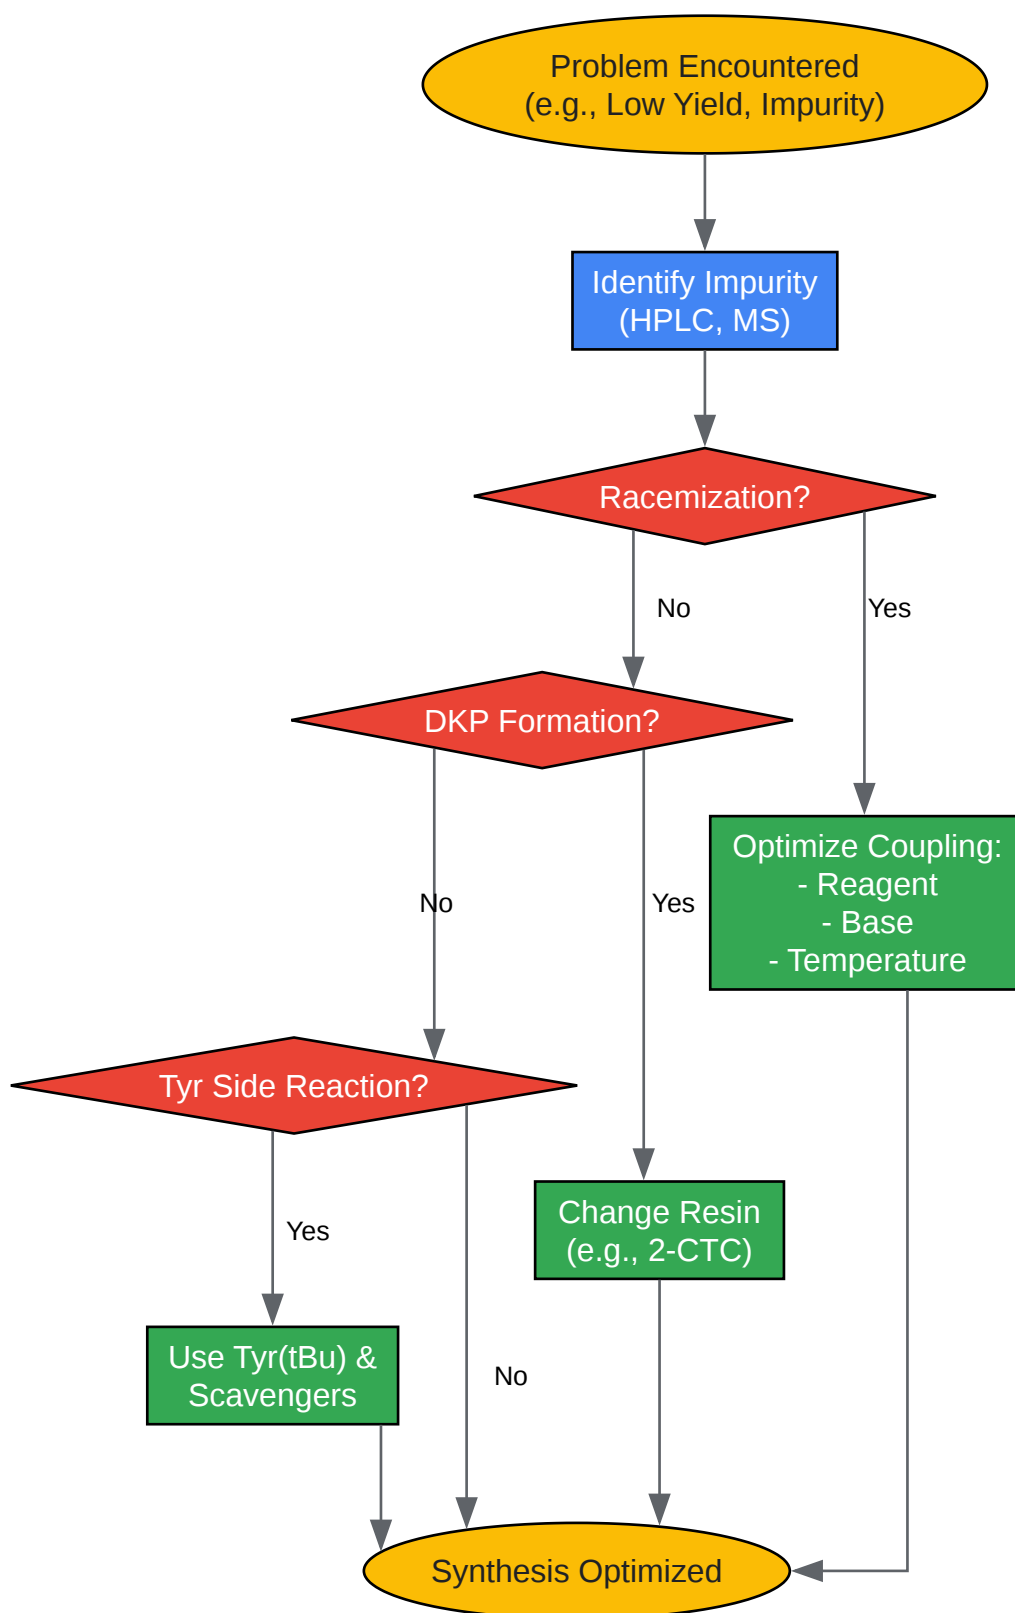 Problem Encountered
(e.g., Low Yield, Impurity)
Identify Impurity
(HPLC, MS)
Racemization?
No
Yes
DKP Formation?
Optimize Coupling:
- Reagent
- Base
- Temperature
No
Yes
Tyr Side Reaction?
Change Resin
(e.g., 2-CTC)
Yes
Use Tyr(tBu) &
Scavengers
No
Synthesis Optimized